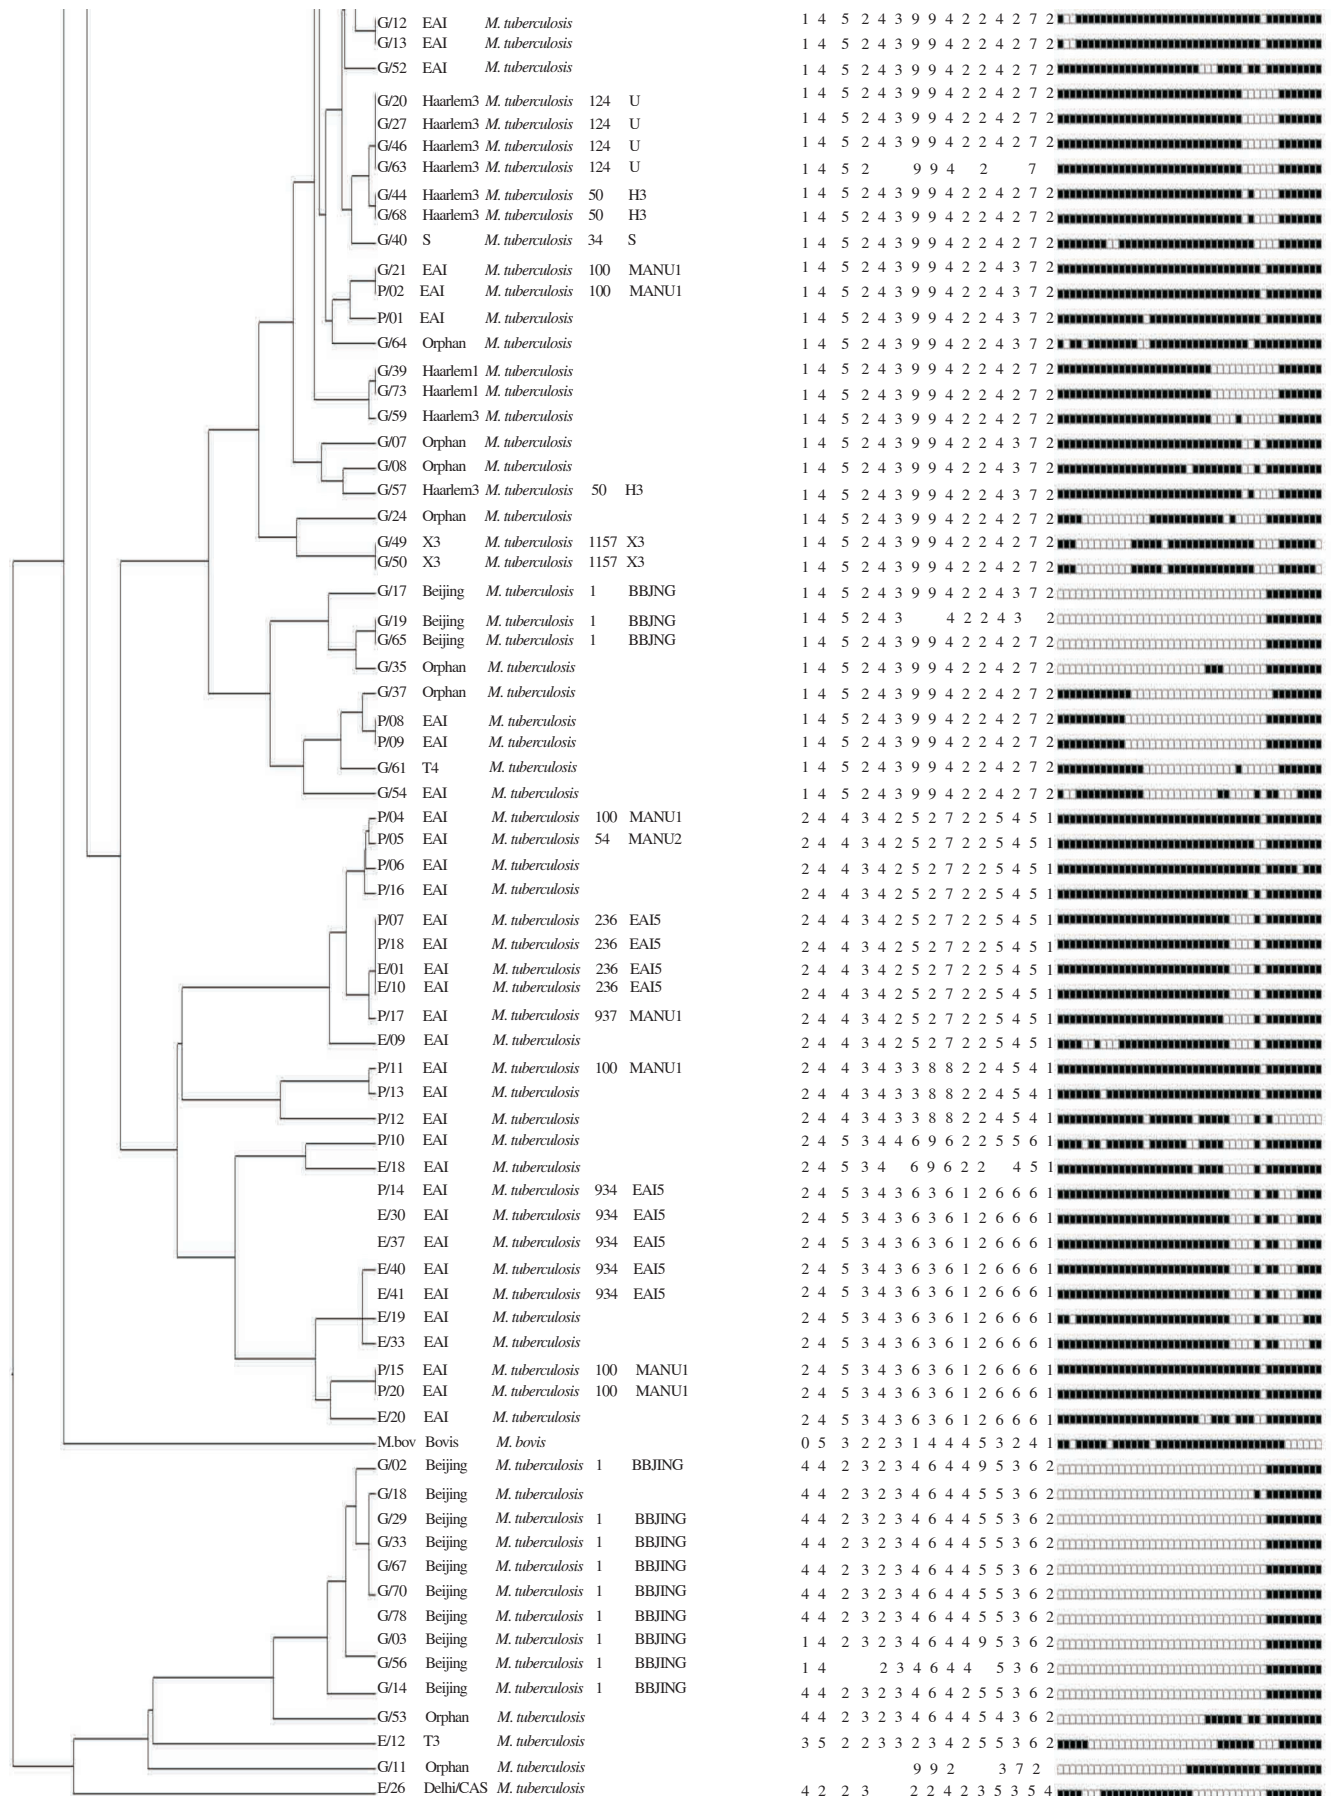 G/12 EAI M. tuberculosis 1 4 5 2 4 3 9 9 4 2 2 4 2 7 2
G/13 EAI M. tuberculosis 1 4 5 2 4 3 9 9 4 2 2 4 2 7 2
G/52 EAI M. tuberculosis 1 4 5 2 4 3 9 9 4 2 2 4 2 7 2
G/20 Haarlem3 M. tuberculosis 124 U 1 4 5 2 4 3 9 9 4 2 2 4 2 7 2
G/27 Haarlem3 M. tuberculosis 124 U 1 4 5 2 4 3 9 9 4 2 2 4 2 7 2
G/46 Haarlem3 M. tuberculosis 124 U 1 4 5 2 4 3 9 9 4 2 2 4 2 7 2
G/63 Haarlem3 M. tuberculosis 124 U 1 4 5 2 9 9 4 2 7
G/44 Haarlem3 M. tuberculosis 50 H3 1 4 5 2 4 3 9 9 4 2 2 4 2 7 2
G/68 Haarlem3 M. tuberculosis 50 H3 1 4 5 2 4 3 9 9 4 2 2 4 2 7 2
G/40 S M. tuberculosis 34 S 1 4 5 2 4 3 9 9 4 2 2 4 2 7 2
G/21 EAI M. tuberculosis 100 MANU1 1 4 5 2 4 3 9 9 4 2 2 4 3 7 2
P/02 EAI M. tuberculosis 100 MANU1 1 4 5 2 4 3 9 9 4 2 2 4 3 7 2
P/01 EAI M. tuberculosis 1 4 5 2 4 3 9 9 4 2 2 4 3 7 2
G/64 Orphan M. tuberculosis 1 4 5 2 4 3 9 9 4 2 2 4 3 7 2
G/39 Haarlem1 M. tuberculosis 1 4 5 2 4 3 9 9 4 2 2 4 2 7 2
G/73 Haarlem1 M. tuberculosis 1 4 5 2 4 3 9 9 4 2 2 4 2 7 2
G/59 Haarlem3 M. tuberculosis 1 4 5 2 4 3 9 9 4 2 2 4 2 7 2
G/07 Orphan M. tuberculosis 1 4 5 2 4 3 9 9 4 2 2 4 3 7 2
G/08 Orphan M. tuberculosis 1 4 5 2 4 3 9 9 4 2 2 4 3 7 2
G/57 Haarlem3 M. tuberculosis 50 H3 1 4 5 2 4 3 9 9 4 2 2 4 3 7 2
G/24 Orphan M. tuberculosis 1 4 5 2 4 3 9 9 4 2 2 4 2 7 2
G/49 X3 M. tuberculosis 1157 X3 1 4 5 2 4 3 9 9 4 2 2 4 2 7 2
G/50 X3 M. tuberculosis 1157 X3 1 4 5 2 4 3 9 9 4 2 2 4 2 7 2
G/17 Beijing M. tuberculosis 1 BBJNG 1 4 5 2 4 3 9 9 4 2 2 4 3 7 2
G/19 Beijing M. tuberculosis 1 BBJNG 1 4 5 2 4 3 4 2 2 4 3 2
G/65 Beijing M. tuberculosis 1 BBJNG 1 4 5 2 4 3 9 9 4 2 2 4 2 7 2
G/35 Orphan M. tuberculosis 1 4 5 2 4 3 9 9 4 2 2 4 2 7 2
G/37 Orphan M. tuberculosis 1 4 5 2 4 3 9 9 4 2 2 4 2 7 2
P/08 EAI M. tuberculosis 1 4 5 2 4 3 9 9 4 2 2 4 2 7 2
P/09 EAI M. tuberculosis 1 4 5 2 4 3 9 9 4 2 2 4 2 7 2
G/61 T4 M. tuberculosis 1 4 5 2 4 3 9 9 4 2 2 4 2 7 2
G/54 EAI M. tuberculosis 1 4 5 2 4 3 9 9 4 2 2 4 2 7 2
P/04 EAI M. tuberculosis 100 MANU1 2 4 4 3 4 2 5 2 7 2 2 5 4 5 1
P/05 EAI M. tuberculosis 54 MANU2 2 4 4 3 4 2 5 2 7 2 2 5 4 5 1
P/06 EAI M. tuberculosis 2 4 4 3 4 2 5 2 7 2 2 5 4 5 1
P/16 EAI M. tuberculosis 2 4 4 3 4 2 5 2 7 2 2 5 4 5 1
P/07 EAI M. tuberculosis 236 EAI5 2 4 4 3 4 2 5 2 7 2 2 5 4 5 1
P/18 EAI M. tuberculosis 236 EAI5 2 4 4 3 4 2 5 2 7 2 2 5 4 5 1
E/01 EAI M. tuberculosis 236 EAI5 2 4 4 3 4 2 5 2 7 2 2 5 4 5 1
E/10 EAI M. tuberculosis 236 EAI5 2 4 4 3 4 2 5 2 7 2 2 5 4 5 1
P/17 EAI M. tuberculosis 937 MANU1 2 4 4 3 4 2 5 2 7 2 2 5 4 5 1
E/09 EAI M. tuberculosis 2 4 4 3 4 2 5 2 7 2 2 5 4 5 1
P/11 EAI M. tuberculosis 100 MANU1 2 4 4 3 4 3 3 8 8 2 2 4 5 4 1
P/13 EAI M. tuberculosis 2 4 4 3 4 3 3 8 8 2 2 4 5 4 1
P/12 EAI M. tuberculosis 2 4 4 3 4 3 3 8 8 2 2 4 5 4 1
P/10 EAI M. tuberculosis 2 4 5 3 4 4 6 9 6 2 2 5 5 6 1
E/18 EAI M. tuberculosis 2 4 5 3 4 6 9 6 2 2 4 5 1
P/14 EAI M. tuberculosis 934 EAI5 2 4 5 3 4 3 6 3 6 1 2 6 6 6 1
E/30 EAI M. tuberculosis 934 EAI5 2 4 5 3 4 3 6 3 6 1 2 6 6 6 1
E/37 EAI M. tuberculosis 934 EAI5 2 4 5 3 4 3 6 3 6 1 2 6 6 6 1
E/40 EAI M. tuberculosis 934 EAI5 2 4 5 3 4 3 6 3 6 1 2 6 6 6 1
E/41 EAI M. tuberculosis 934 EAI5 2 4 5 3 4 3 6 3 6 1 2 6 6 6 1
E/19 EAI M. tuberculosis 2 4 5 3 4 3 6 3 6 1 2 6 6 6 1
E/33 EAI M. tuberculosis 2 4 5 3 4 3 6 3 6 1 2 6 6 6 1
P/15 EAI M. tuberculosis 100 MANU1 2 4 5 3 4 3 6 3 6 1 2 6 6 6 1
P/20 EAI M. tuberculosis 100 MANU1 2 4 5 3 4 3 6 3 6 1 2 6 6 6 1
E/20 EAI M. tuberculosis 2 4 5 3 4 3 6 3 6 1 2 6 6 6 1
M.bov Bovis M. bovis 0 5 3 2 2 3 1 4 4 4 5 3 2 4 1
G/02 Beijing M. tuberculosis 1 BBJING 4 4 2 3 2 3 4 6 4 4 9 5 3 6 2
G/18 Beijing M. tuberculosis 4 4 2 3 2 3 4 6 4 4 5 5 3 6 2
G/29 Beijing M. tuberculosis 1 BBJING 4 4 2 3 2 3 4 6 4 4 5 5 3 6 2
G/33 Beijing M. tuberculosis 1 BBJING 4 4 2 3 2 3 4 6 4 4 5 5 3 6 2
G/67 Beijing M. tuberculosis 1 BBJING 4 4 2 3 2 3 4 6 4 4 5 5 3 6 2
G/70 Beijing M. tuberculosis 1 BBJING 4 4 2 3 2 3 4 6 4 4 5 5 3 6 2
G/78 Beijing M. tuberculosis 1 BBJING 4 4 2 3 2 3 4 6 4 4 5 5 3 6 2
G/03 Beijing M. tuberculosis 1 BBJING 1 4 2 3 2 3 4 6 4 4 9 5 3 6 2
G/56 Beijing M. tuberculosis 1 BBJING 1 4 2 3 4 6 4 4 5 3 6 2
G/14 Beijing M. tuberculosis 1 BBJING 4 4 2 3 2 3 4 6 4 2 5 5 3 6 2
G/53 Orphan M. tuberculosis 4 4 2 3 2 3 4 6 4 4 5 4 3 6 2
E/12 T3 M. tuberculosis 3 5 2 2 3 3 2 3 4 2 5 5 3 6 2
G/11 Orphan M. tuberculosis 9 9 2 3 7 2
E/26 Delhi/CAS M. tuberculosis 4 2 2 3 2 2 4 2 3 5 3 5 4